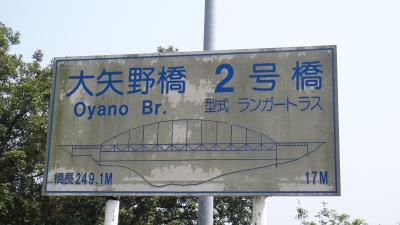 大矢野橋 2号橋
Oyano Br. 型式 ランガートラス
橋長249.1M 17M